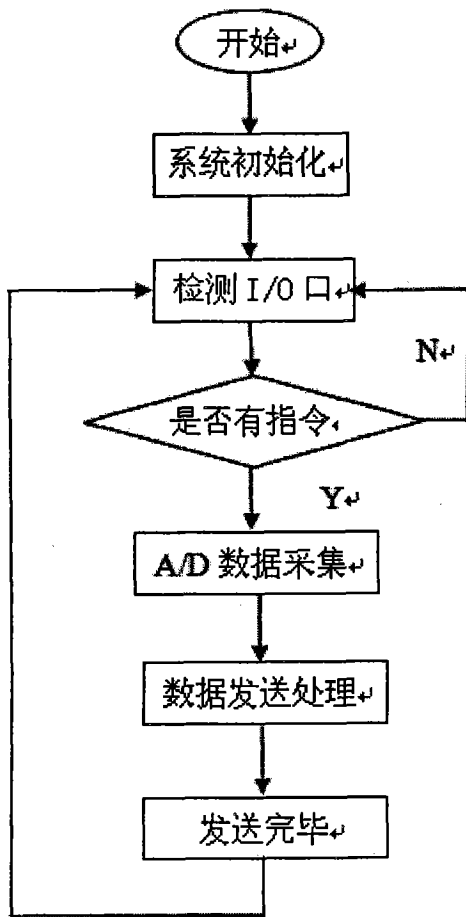 开始↵
系统初始化↵
检测 I/O 口↵
N↵
是否有指令↵
Y↵
A/D 数据采集↵
数据发送处理↵
发送完毕↵